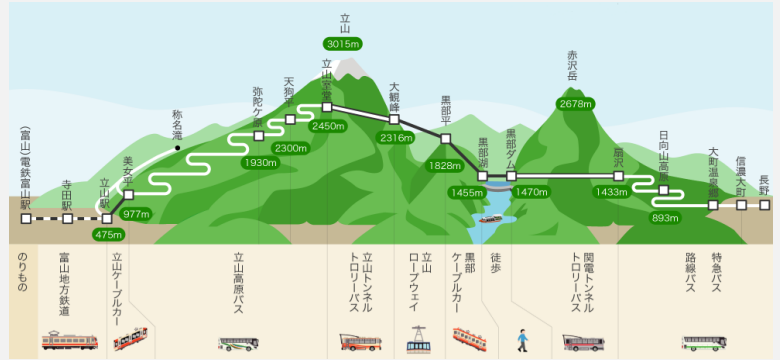 立山
3015m
赤沢岳
2678m
(富山)電鉄富山駅
寺田駅
立山駅
475m
美女平
977m
称名滝
弥陀ケ原
1930m
天狗平
2300m
立山室堂
2450m
大観峰
2316m
黒部平
1828m
黒部湖
1455m
黒部ダム
1470m
扇沢
1433m
日向山高原
893m
大町温泉郷
信濃大町
長野
のりもの
富山地方鉄道
立山ケーブルカー
立山高原バス
立山トンネル
トロリーバス
立山
ロープウェイ
黒部
ケーブルカー
徒歩
関電トンネル
トロリーバス
特急バス
路線バス